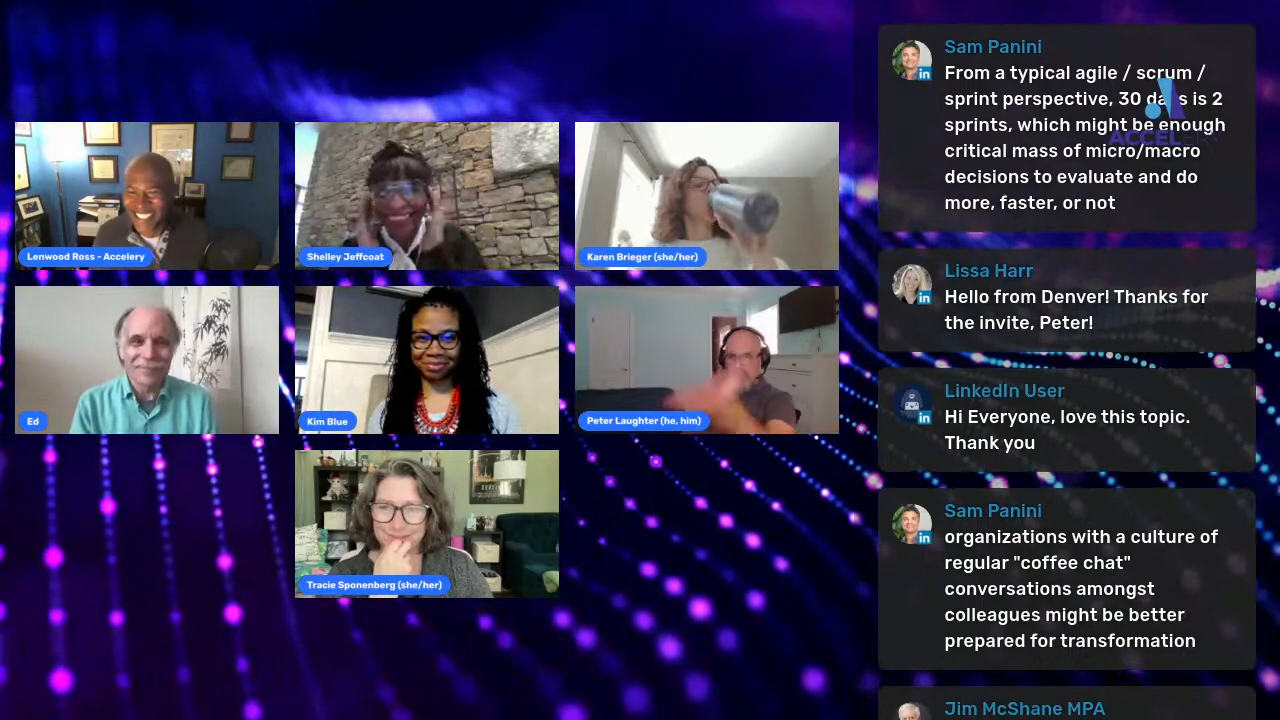 Lenwood Ross - Accelery
Shelley Jeffcoat
Karen Brieger (she/her)
Ed
Kim Blue
Peter Laughter (he, him)
Tracie Sponenberg (she/her)
Sam Panini
From a typical agile / scrum /
sprint perspective, 30 days is 2
sprints, which might be enough
critical mass of micro/macro
decisions to evaluate and do
more, faster, or not
Lissa Harr
Hello from Denver! Thanks for
the invite, Peter!
LinkedIn User
Hi Everyone, love this topic.
Thank you
Sam Panini
organizations with a culture of
regular "coffee chat"
conversations amongst
colleagues might be better
prepared for transformation
Jim McShane MPA